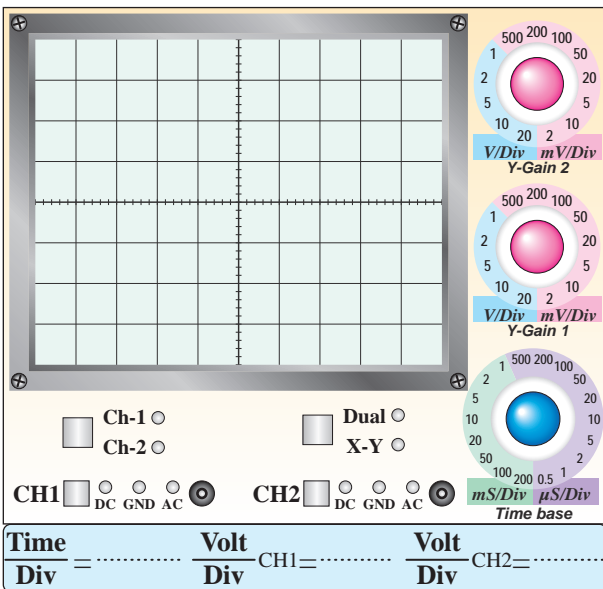 500 200 100
1 50
2 20
5 5
10 10
20 2
V/Div mV/Div
Y-Gain 2
500 200 100
1 50
2 20
5 5
10 10
20 2
V/Div mV/Div
Y-Gain 1
1 500 200 100
2 50
5 20
10 10
20 5
50 2
100 200 0.5 1
mS/Div µS/Div
Time base
Ch-1
Ch-2
Dual
X-Y
CH1 DC GND AC
CH2 DC GND AC
Time/Div = ............ Volt/Div CH1= ............ Volt/Div CH2= ............